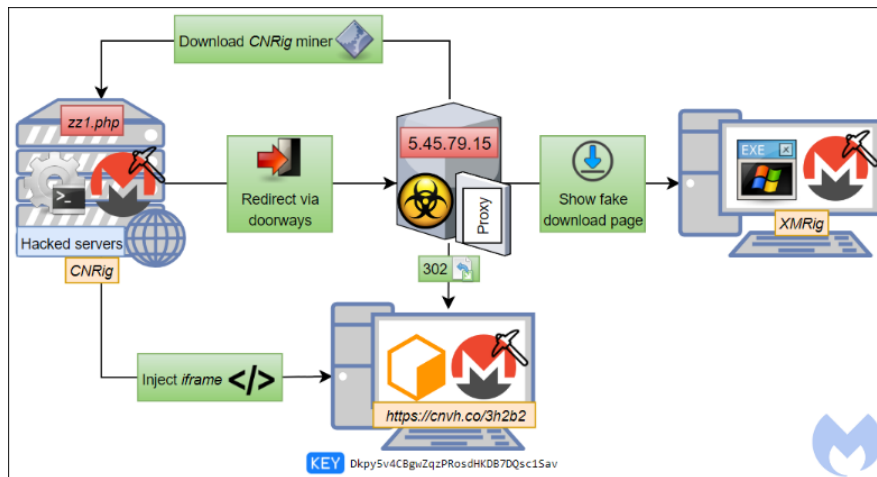 Download CNRig miner
zz1.php
5.45.79.15
EXE
Redirect via
doorways
Proxy
Show fake
download page
Hacked servers
CNRig
XMRig
302
Inject iframe </>
https://cnvh.co/3h2b2
KEY Dkpy5v4CBgwZqzPRosdHKDB7DQsc1Sav